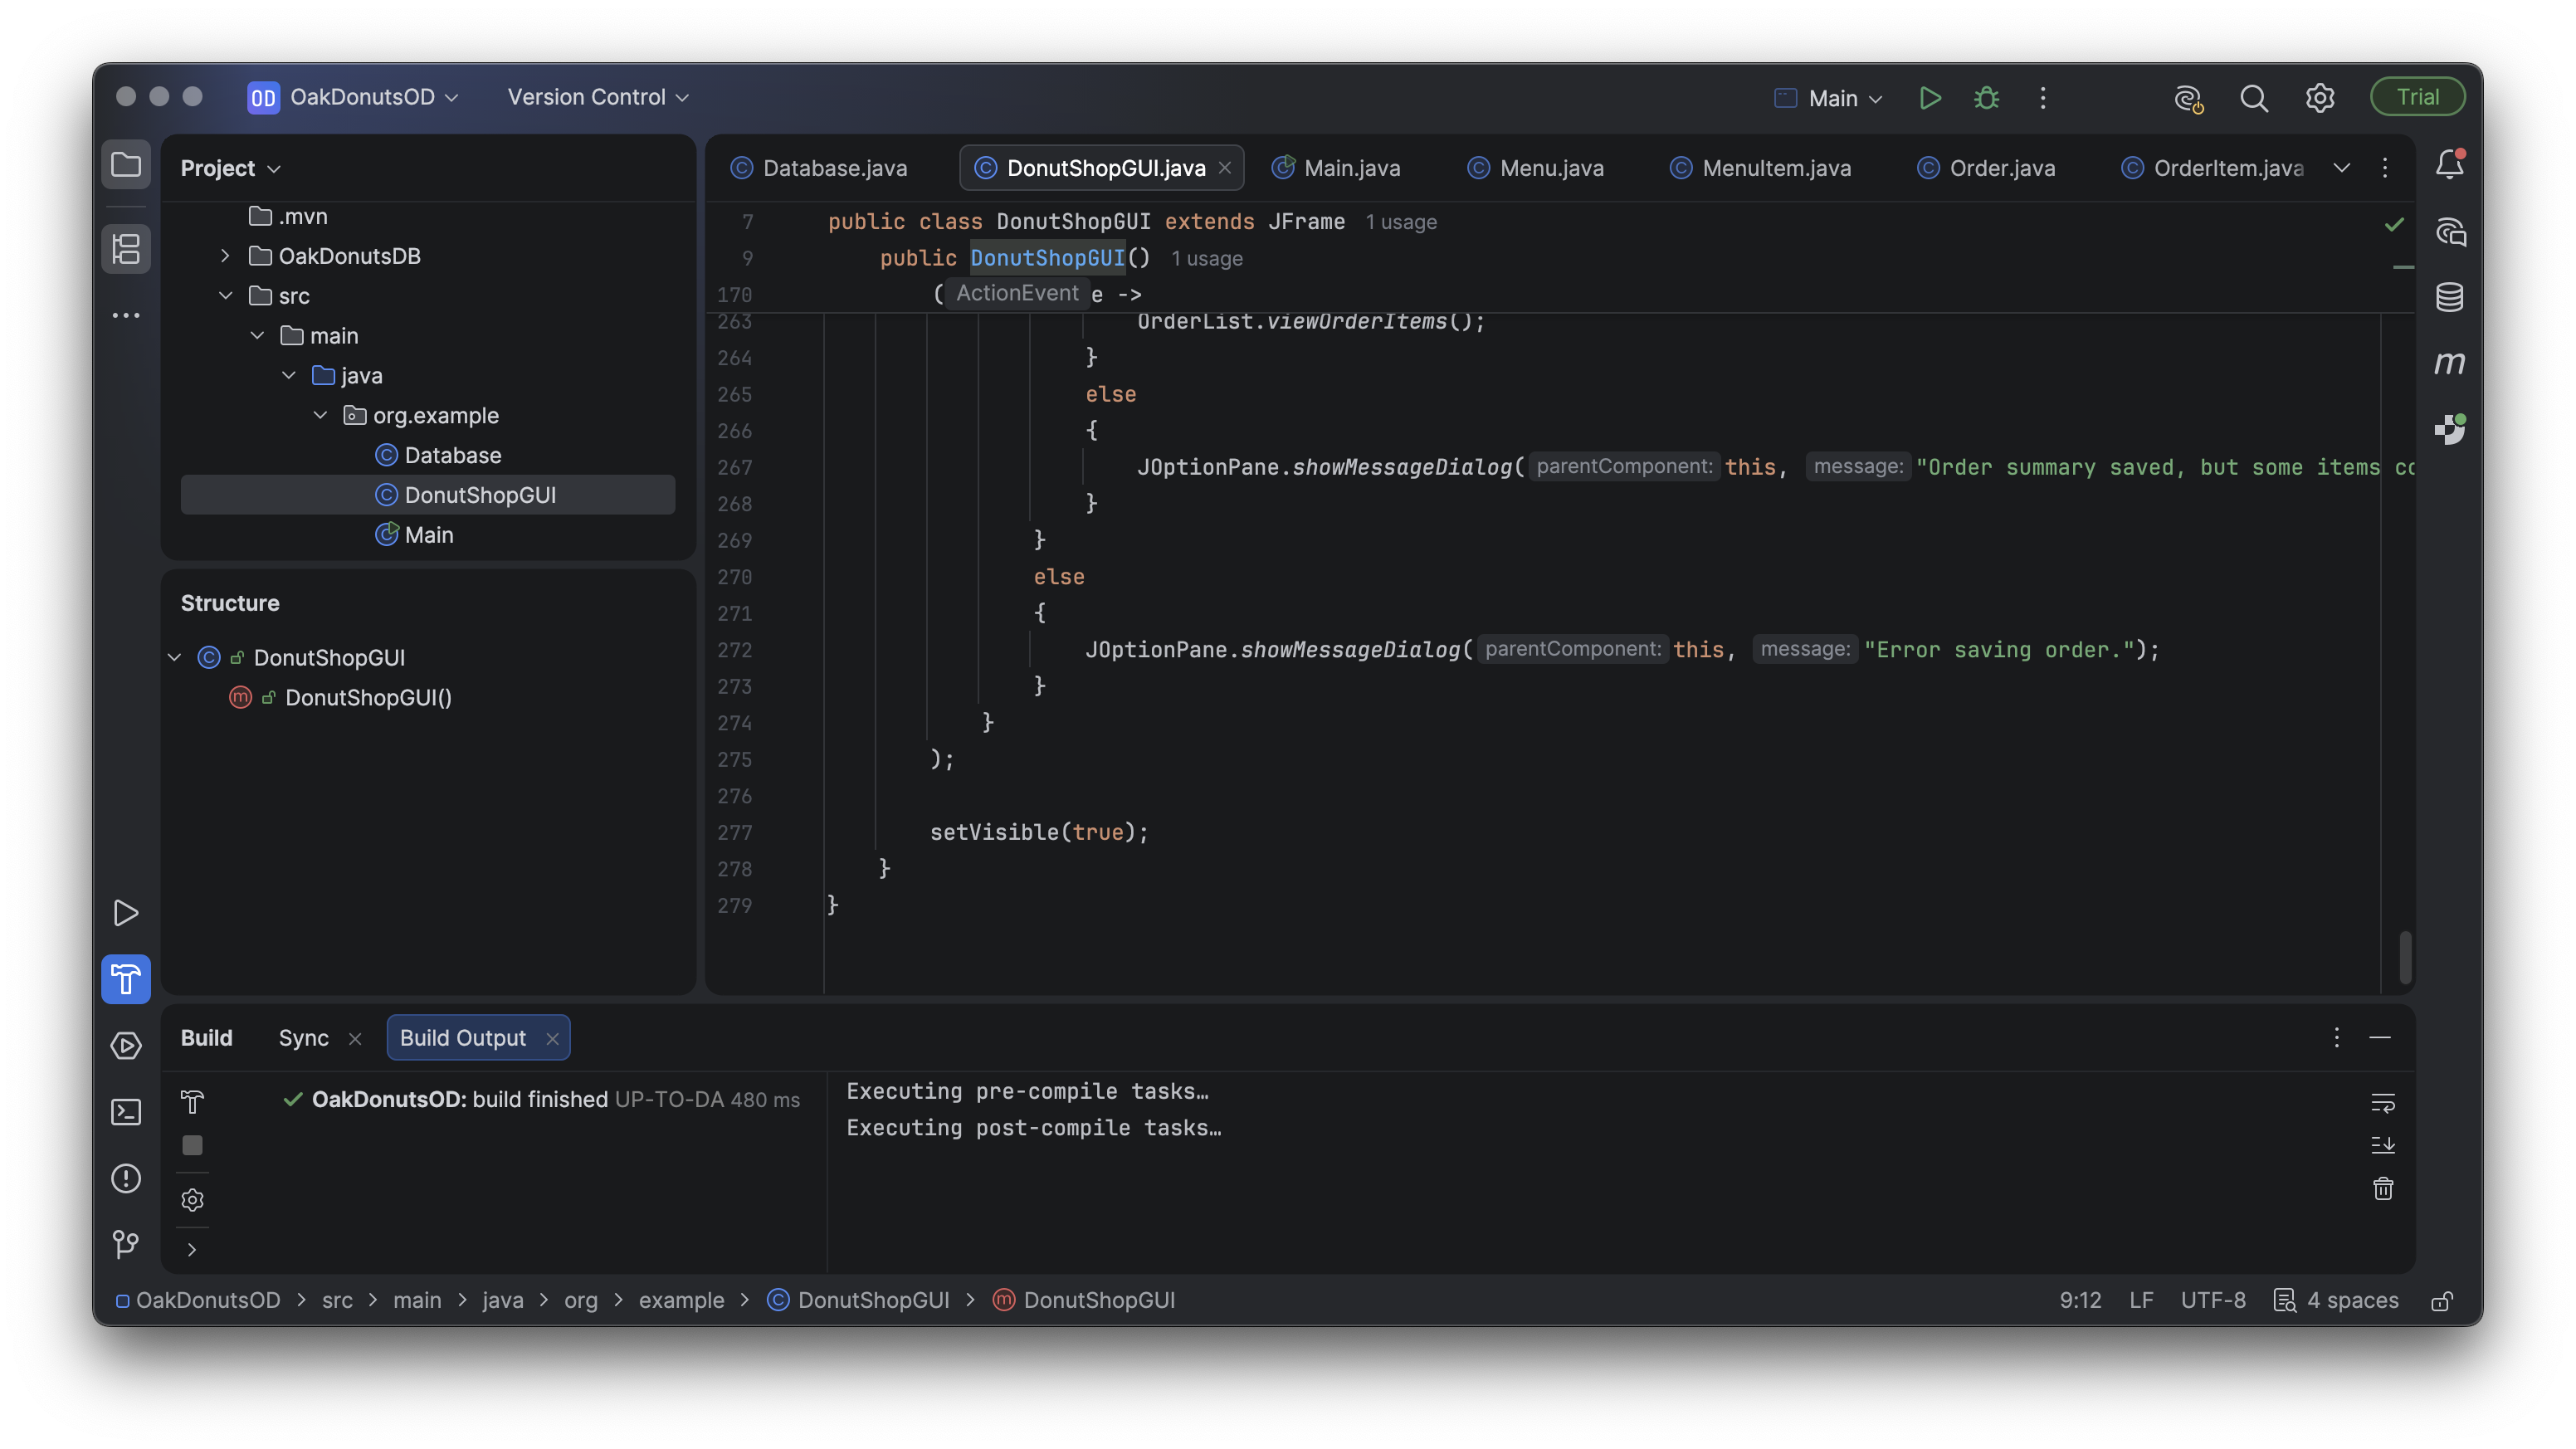 OD OakDonutsOD Version Control Main Trial
Project
.mvn
OakDonutsDB
src
main
java
org.example
Database
DonutShopGUI
Main
Structure
DonutShopGUI
DonutShopGUI()
Database.java DonutShopGUI.java Main.java Menu.java MenuItem.java Order.java OrderItem.java
7 public class DonutShopGUI extends JFrame 1 usage
9 public DonutShopGUI() 1 usage
170 ( ActionEvent e ->
263 OrderList.viewOrderItems();
264 }
265 else
266 {
267 JOptionPane.showMessageDialog( parentComponent: this, message: "Order summary saved, but some items co
268 }
269 }
270 else
271 {
272 JOptionPane.showMessageDialog( parentComponent: this, message: "Error saving order.");
273 }
274 }
275 );
276
277 setVisible(true);
278 }
279 }
Build Sync Build Output
OakDonutsOD: build finished UP-TO-DA 480 ms
Executing pre-compile tasks…
Executing post-compile tasks…
OakDonutsOD > src > main > java > org > example > DonutShopGUI > DonutShopGUI 9:12 LF UTF-8 4 spaces